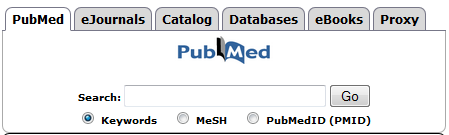 PubMed eJournals Catalog Databases eBooks Proxy
PubMed
Search: Go
Keywords MeSH PubMedID (PMID)